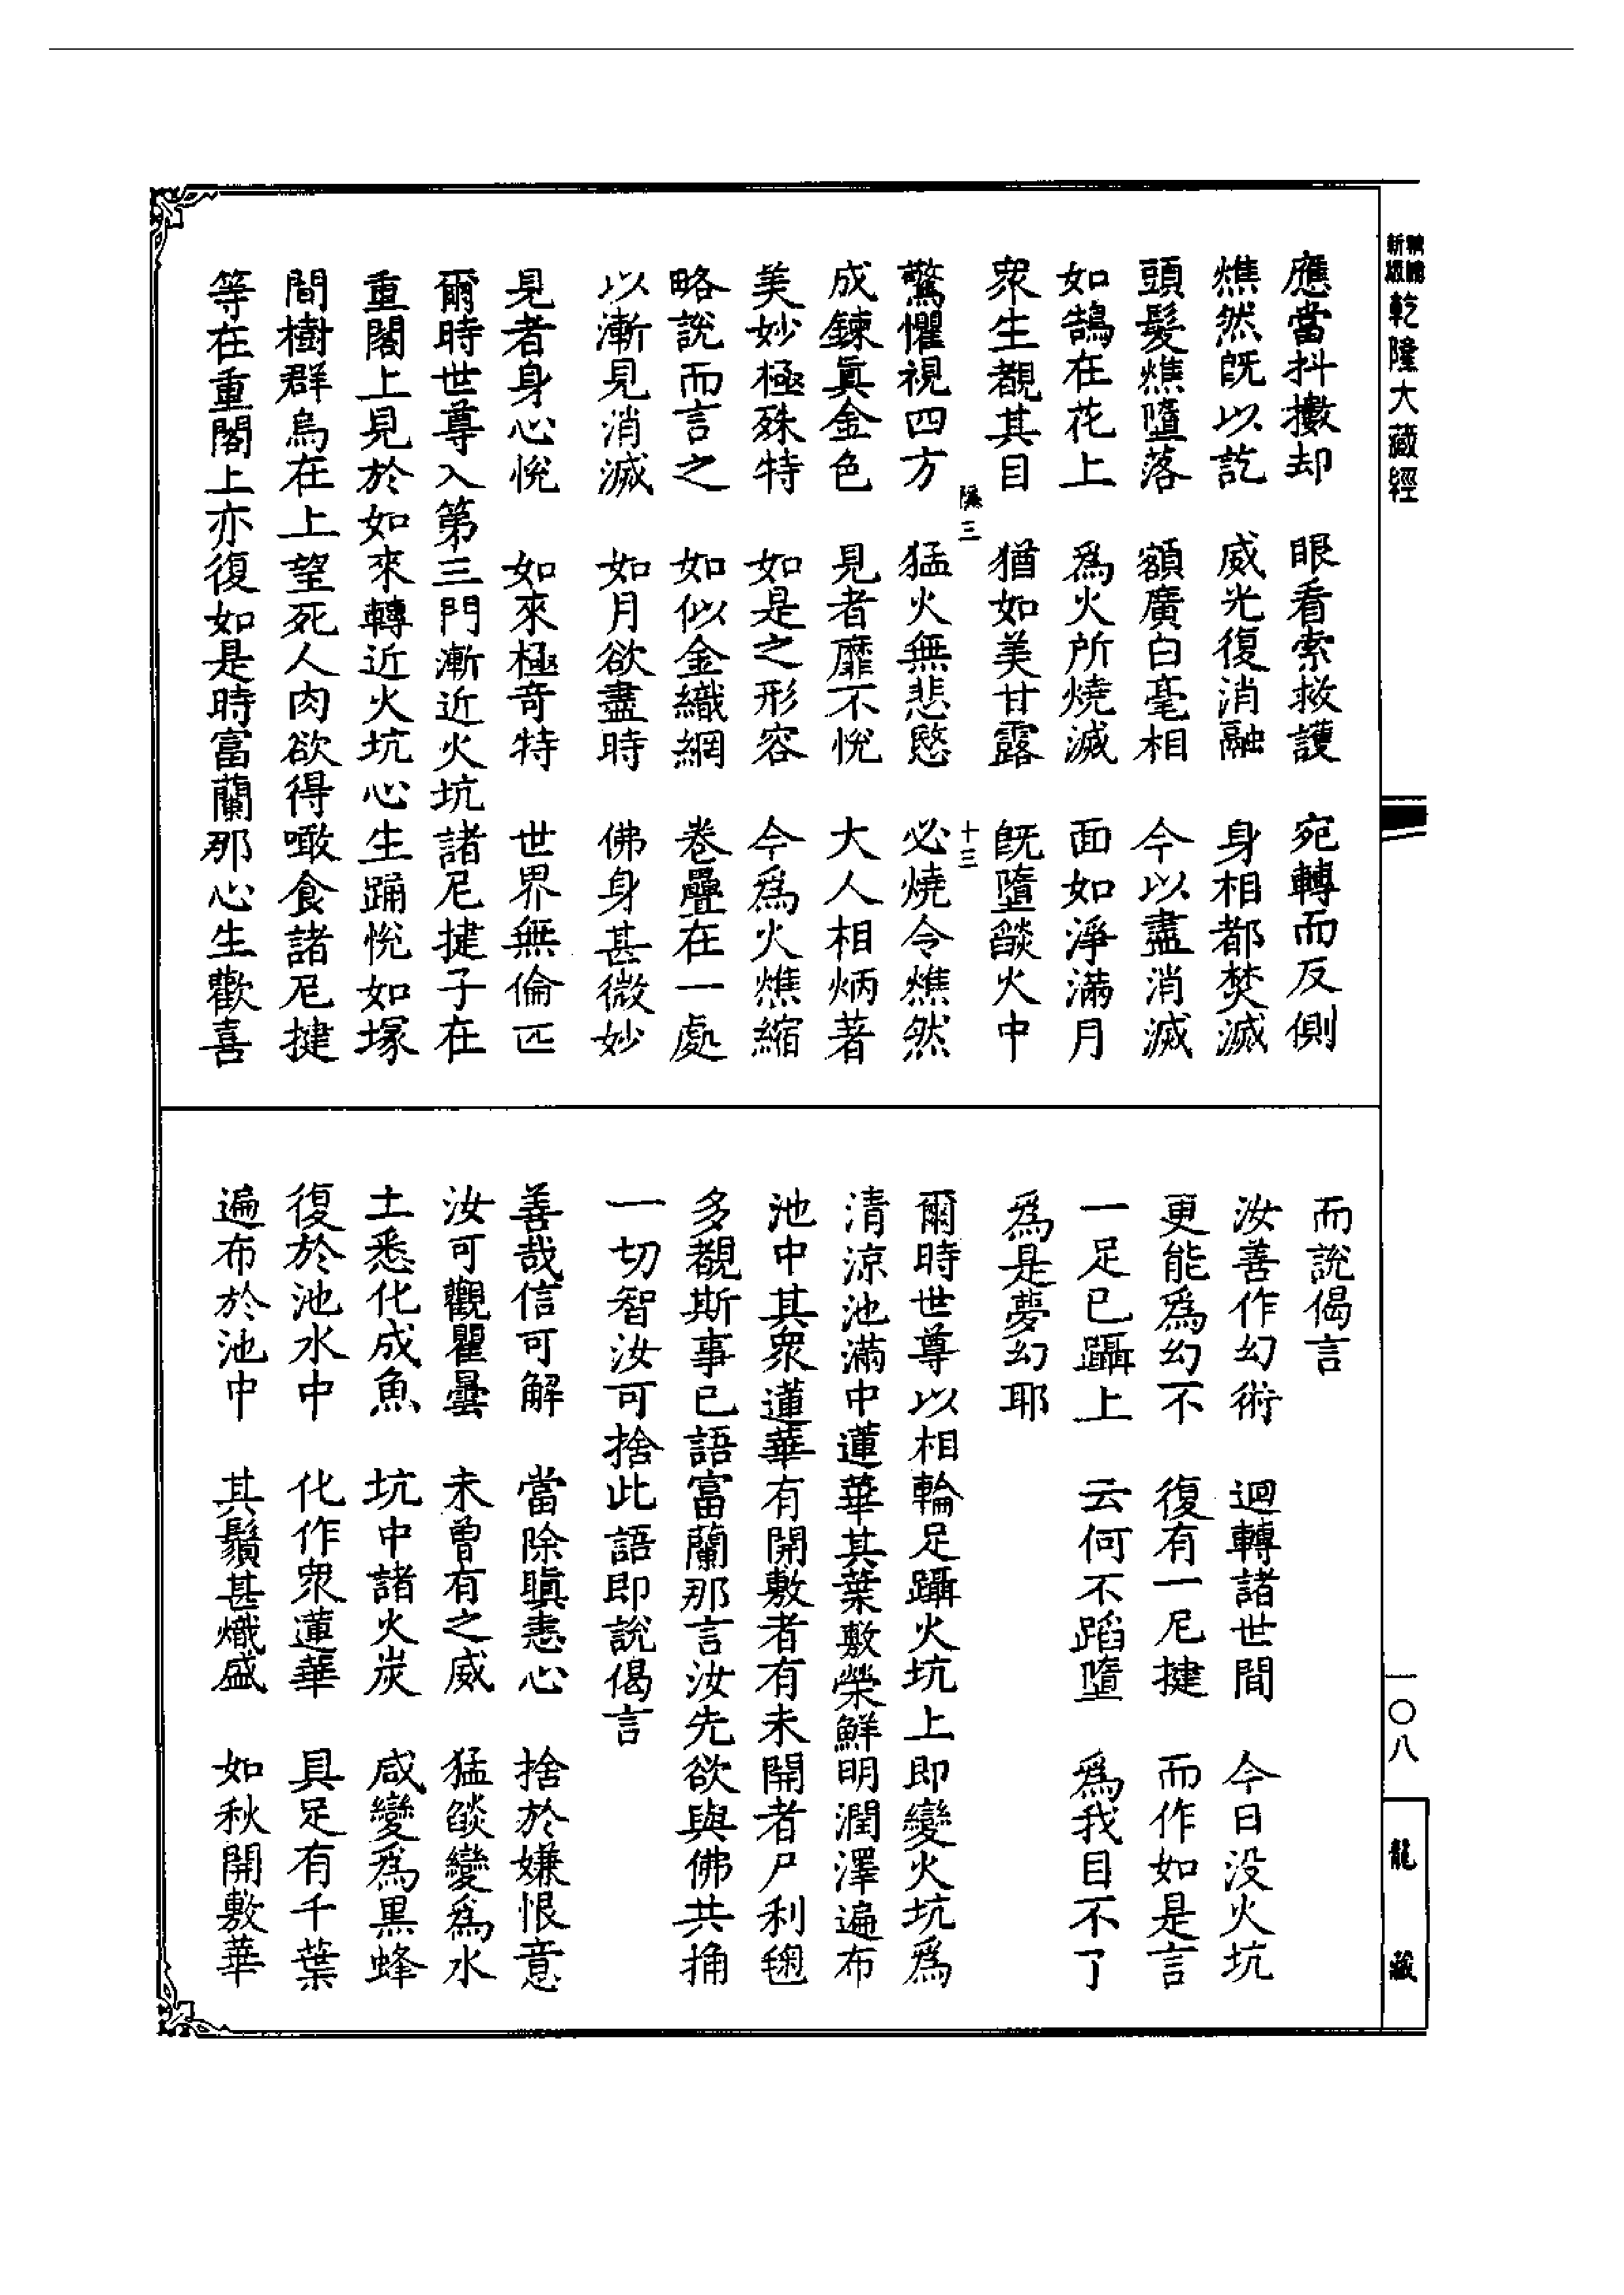 新版
精縮
乾隆大藏經
一〇八
龍藏
應當抖擻却 眼看索救護 宛轉而反側
燋然旣以訖 威光復消融 身相都焚滅
頭髮燋墮落 額廣白毫相 今以盡消滅
如鵠在花上 爲火所燒滅 面如淨滿月
衆生覩其目 猶如美甘露 旣墮燄火中
三 十三
驚懼視四方 猛火無悲愍 必燒令燋然
成鍊眞金色 見者靡不悅 大人相炳著
美妙極殊特 如是之形容 今爲火燋縮
略說而言之 如似金織網 卷疊在一處
以漸見消滅 如月欲盡時 佛身甚微妙
見者身心悅 如來極奇特 世界無倫匹
爾時世尊入第三門漸近火坑諸尼揵子在
重閣上見於如來轉近火坑心生踊悅如塚
間樹群烏在上望死人肉欲得噉食諸尼揵
等在重閣上亦復如是時富蘭那心生歡喜
而說偈言
汝善作幻術 迴轉諸世間 今日没火坑
更能爲幻不 復有一尼揵 而作如是言
一足已躡上 云何不蹈墮 爲我目不了
爲是夢幻耶
爾時世尊以相輪足躡火坑上即變火坑爲
清涼池滿中蓮華其葉敷榮鮮明潤澤遍布
池中其衆蓮華有開敷者有未開者尸利毱
多覩斯事已語富蘭那言汝先欲與佛共捔
一切智汝可捨此語即說偈言
善哉信可解 當除瞋恚心 捨於嫌恨意
汝可觀瞿曇 未曾有之威 猛燄變爲水
土悉化成魚 坑中諸火炭 咸變爲黒蜂
復於池水中 化作衆蓮華 具足有千葉
遍布於池中 其鬚甚熾盛 如秋開敷華